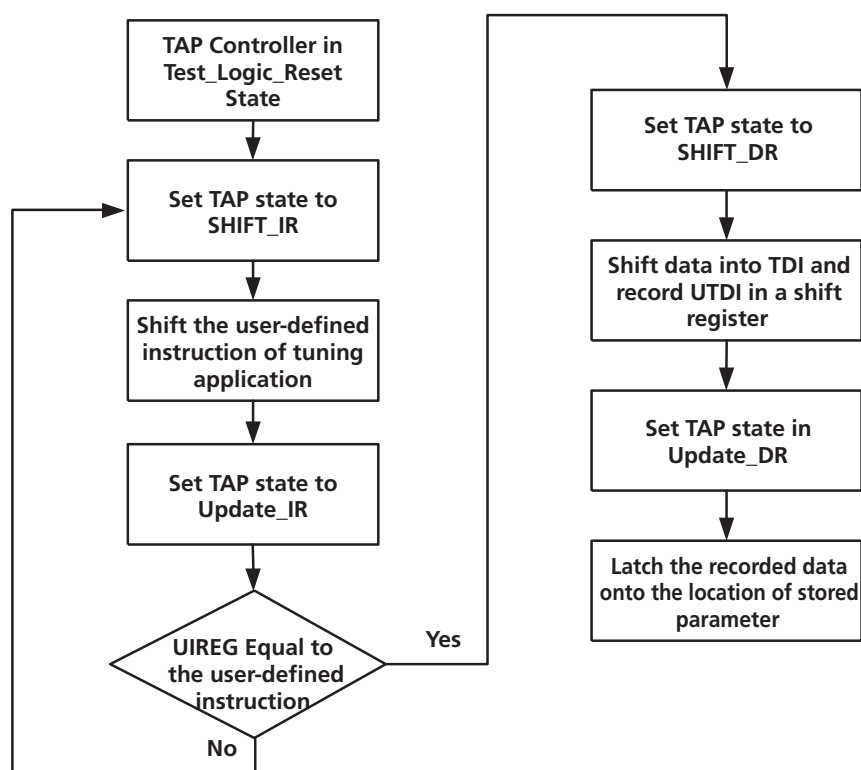 TAP Controller in
Test_Logic_Reset
State
Set TAP state to
SHIFT_IR
Shift the user-defined
instruction of tuning
application
Set TAP state to
Update_IR
UIREG Equal to
the user-defined
instruction
Yes
No
Set TAP state to
SHIFT_DR
Shift data into TDI and
record UTDI in a shift
register
Set TAP state in
Update_DR
Latch the recorded data
onto the location of stored
parameter